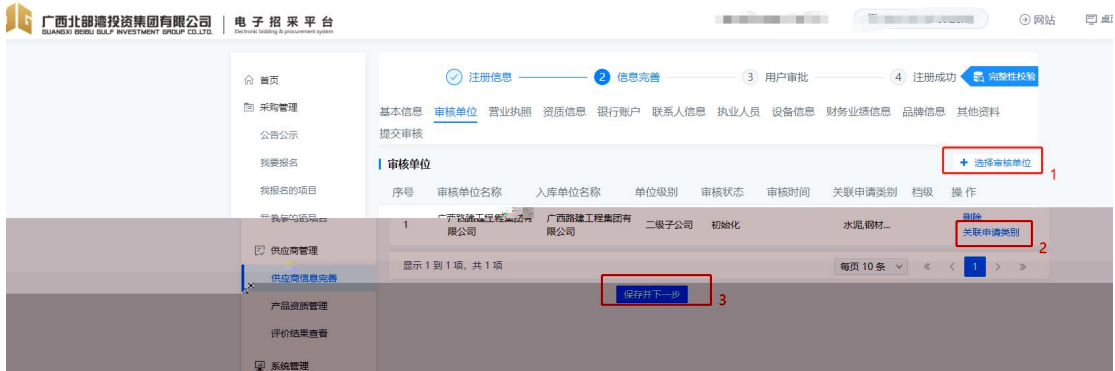 广西北部湾投资集团有限公司
GUANGXI BEIBU GULF INVESTMENT GROUP CO.,LTD.
电子招采平台
Electronic bidding & procurement system
网站
首页
采购管理
公告公示
我要报名
我报名的项目
供应商管理
供应商信息完善
产品资质管理
评价结果查看
系统管理
注册信息
2 信息完善
3 用户审批
4 注册成功
完整性校验
基本信息 审核单位 营业执照 资质信息 银行账户 联系人信息 执业人员 设备信息 财务业绩信息 品牌信息 其他资料
提交审核
审核单位
+ 选择审核单位
1
序号 审核单位名称 入库单位名称 单位级别 审核状态 审核时间 关联申请类别 档级 操作
1
限公司
广西路建工程集团有
限公司
二级子公司
初始化
水泥,钢材...
删除
关联申请类别
2
显示 1 到 1 项，共 1 项
每页 10 条
« < 1 > »
保存并下一步
3